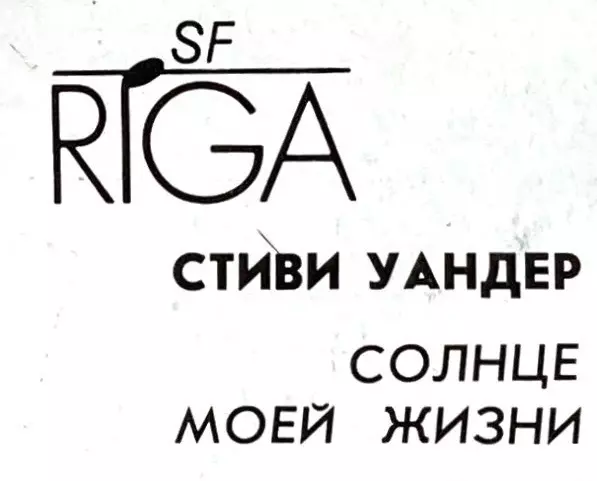 SF
RIGA
СТИВИ УАНДЕР
СОЛНЦЕ
МОЕЙ ЖИЗНИ